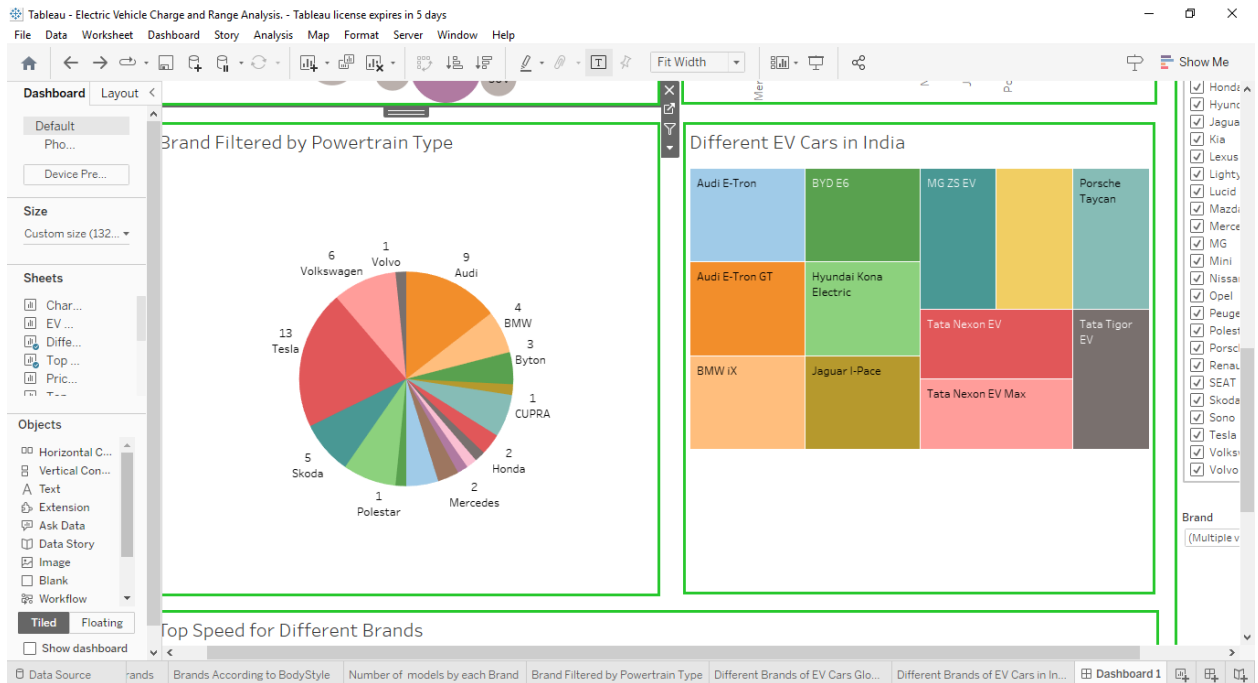 Tableau - Electric Vehicle Charge and Range Analysis. - Tableau license expires in 5 days
File Data Worksheet Dashboard Story Analysis Map Format Server Window Help
Fit Width
Show Me
Dashboard Layout
Default
Pho...
Device Pre...
Size
Custom size (132...
Sheets
Char...
EV ...
Diffe...
Top ...
Pric...
Objects
Horizontal C...
Vertical Con...
Text
Extension
Ask Data
Data Story
Image
Blank
Workflow
Tiled Floating
Show dashboard
Brand Filtered by Powertrain Type
6
Volkswagen
1
Volvo
9
Audi
4
BMW
3
Byton
1
CUPRA
2
Honda
2
Mercedes
1
Polestar
5
Skoda
13
Tesla
Mer
Different EV Cars in India
Audi E-Tron
BYD E6
MG ZS EV
Porsche
Taycan
Audi E-Tron GT
Hyundai Kona
Electric
Tata Nexon EV
Tata Tigor
EV
BMW iX
Jaguar I-Pace
Tata Nexon EV Max
Honda
Hyund
Jagua
Kia
Lexus
Lighty
Lucid
Mazda
Merce
MG
Mini
Nissa
Opel
Peuge
Polest
Porsc
Renau
SEAT
Skoda
Sono
Tesla
Volks
Volvo
Brand
(Multiple v
Top Speed for Different Brands
Data Source
rands
Brands According to BodyStyle
Number of models by each Brand
Brand Filtered by Powertrain Type
Different Brands of EV Cars Glo...
Different Brands of EV Cars in In...
Dashboard 1